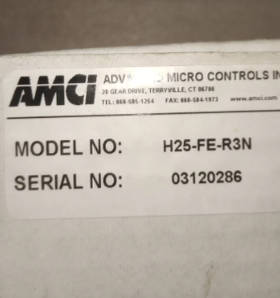 AMCI
ADVANCED MICRO CONTROLS IN
20 GEAR DRIVE, TERRYVILLE, CT 06786
TEL: 860-585-1254 FAX: 860-584-1973 www.amci.com
MODEL NO: H25-FE-R3N
SERIAL NO: 03120286